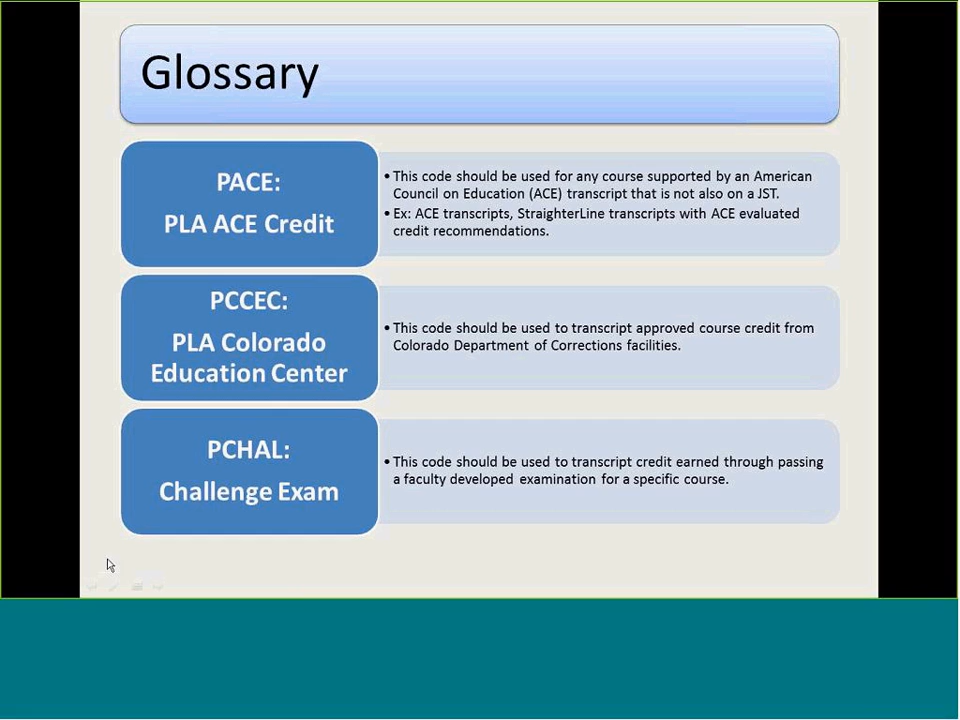 Glossary
PACE:
PLA ACE Credit
• This code should be used for any course supported by an American
Council on Education (ACE) transcript that is not also on a JST.
• Ex: ACE transcripts, StraighterLine transcripts with ACE evaluated
credit recommendations.
PCCEC:
PLA Colorado
Education Center
• This code should be used to transcript approved course credit from
Colorado Department of Corrections facilities.
PCHAL:
Challenge Exam
• This code should be used to transcript credit earned through passing
a faculty developed examination for a specific course.